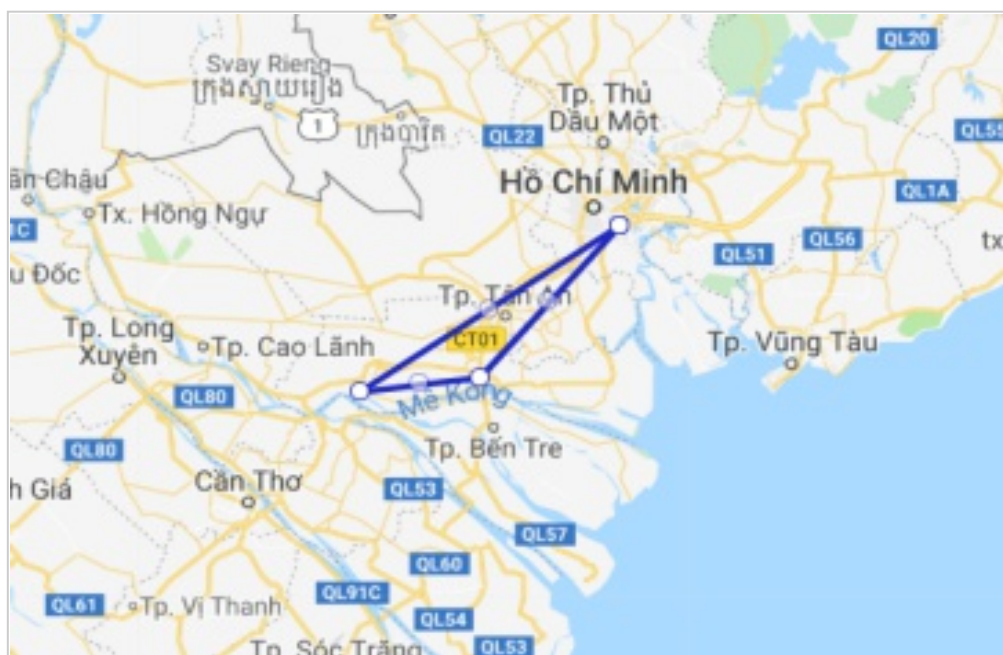 QL20
Svay Rieng
ក្រុងស្វាយរៀង
1
ក្រុងបាវិត
QL22
Tp. Thủ
Dầu Một
QL55
ân Châu
Hồ Chí Minh
QL1A
Tx. Hồng Ngự
1C
QL51
QL56
tx
u Đốc
Tp. Tân An
CT01
Tp. Long
Xuyên
Tp. Cao Lãnh
Tp. Vũng Tàu
QL80
Mê Kông
Tp. Bến Tre
QL80
h Giá
Cần Thơ
QL53
QL57
QL60
QL91C
QL61
Tp. Vị Thanh
QL54
QL53
Tp. Sóc Trăng